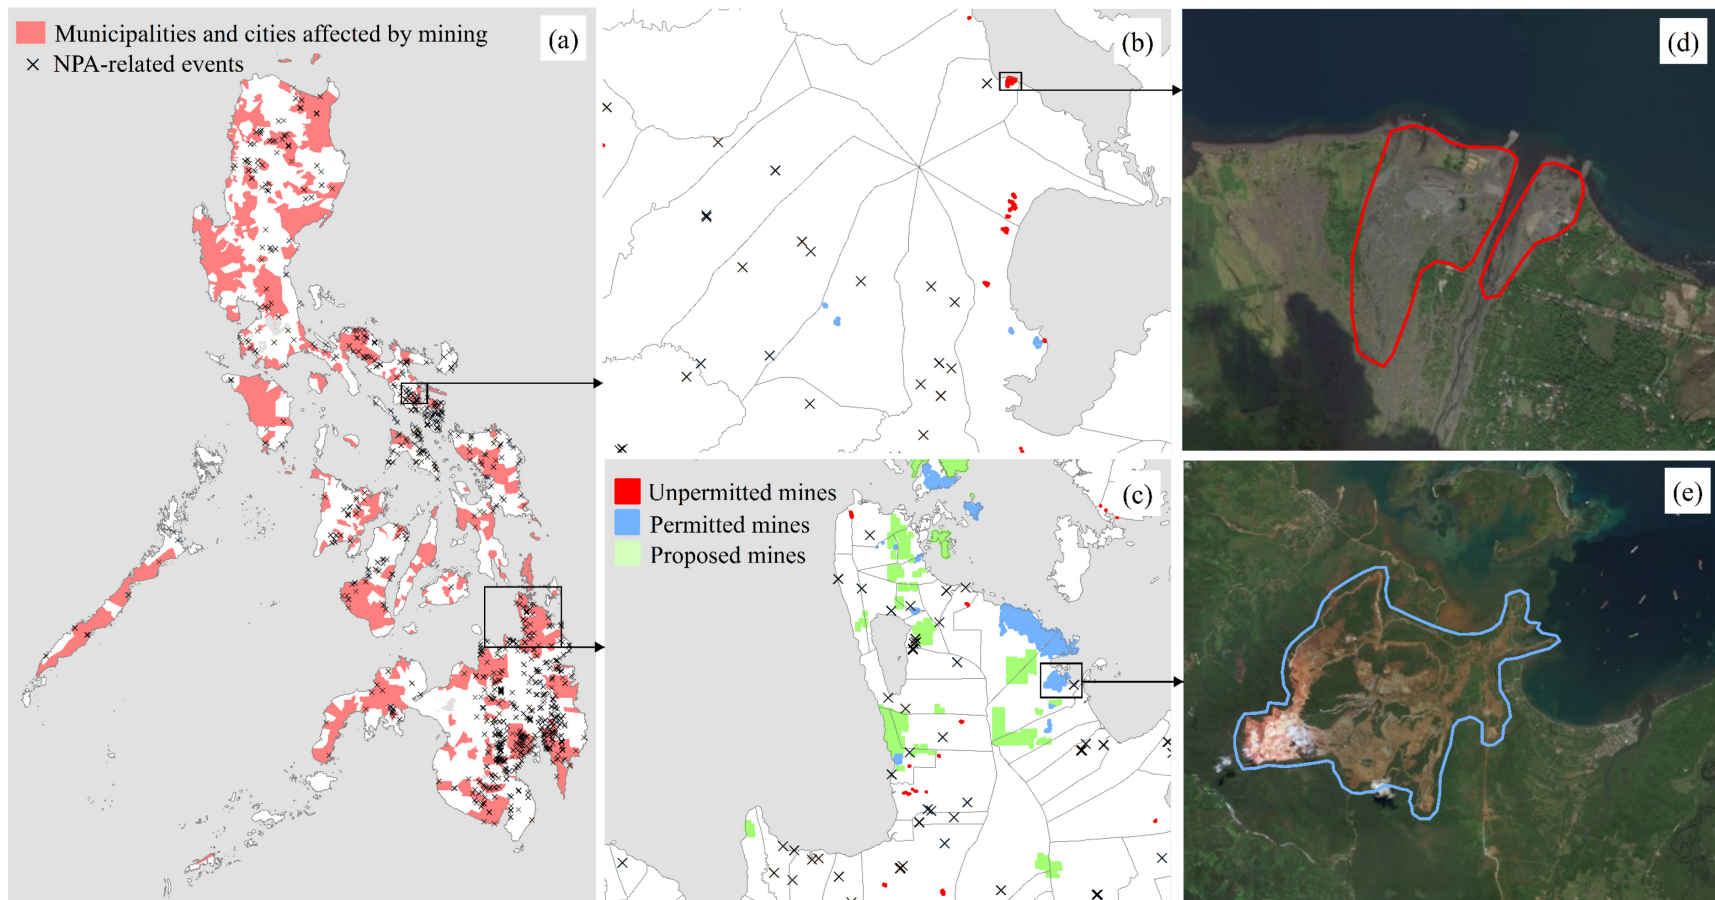 (a)
Municipalities and cities affected by mining
× NPA-related events
(b)
(d)
(c)
Unpermitted mines
Permitted mines
Proposed mines
(e)